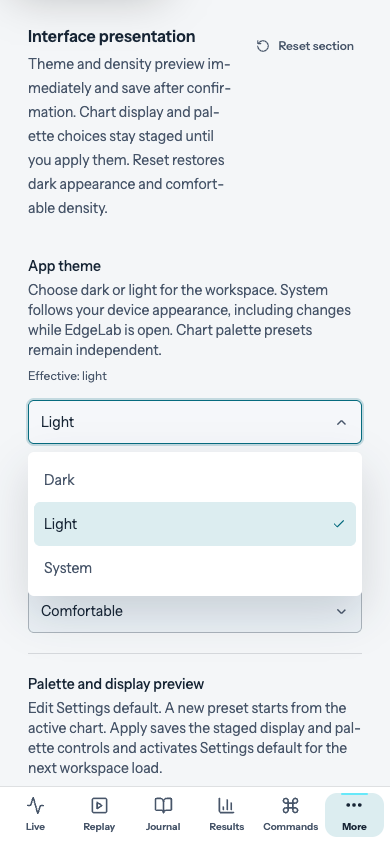 Interface presentation
Reset section
Theme and density preview im-
mediately and save after confir-
mation. Chart display and pal-
ette choices stay staged until
you apply them. Reset restores
dark appearance and comfort-
able density.
App theme
Choose dark or light for the workspace. System
follows your device appearance, including changes
while EdgeLab is open. Chart palette presets
remain independent.
Effective: light
Light
Dark
Light
System
Comfortable
Palette and display preview
Edit Settings default. A new preset starts from the
active chart. Apply saves the staged display and pal-
ette controls and activates Settings default for the
next workspace load.
Live
Replay
Journal
Results
Commands
More